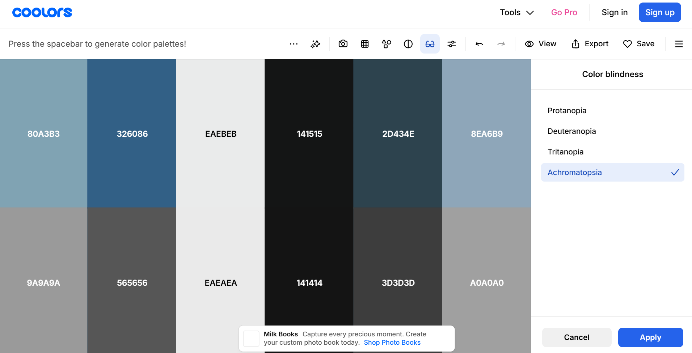 coolors
Tools
Go Pro
Sign in
Sign up
Press the spacebar to generate color palettes!
View
Export
Save
Color blindness
80A3B3
326086
EAEBEB
141515
2D434E
8EA6B9
Protanopia
Deuteranopia
Tritanopia
Achromatopsia
9A9A9A
565656
EAEAEA
141414
3D3D3D
A0A0A0
Milk Books Capture every precious moment. Create
your custom photo book today. Shop Photo Books
Cancel
Apply